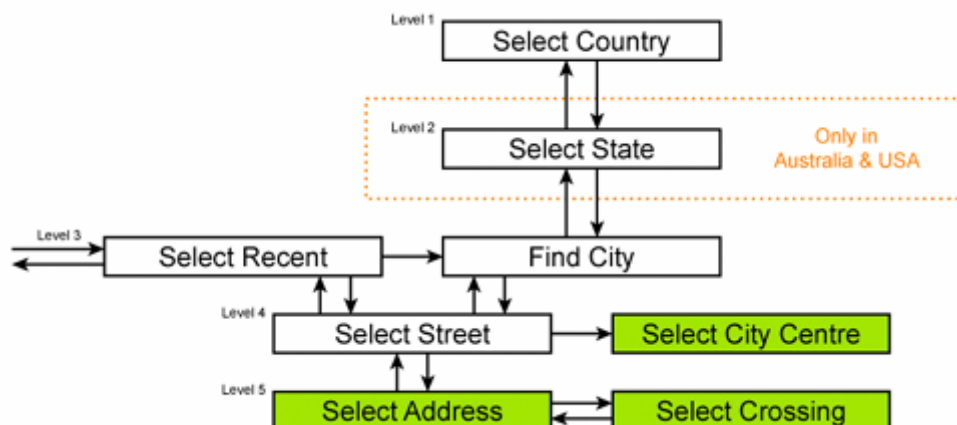 Level 1
Select Country
Level 2
Select State
Only in
Australia & USA
Level 3
Select Recent
Find City
Level 4
Select Street
Select City Centre
Level 5
Select Address
Select Crossing